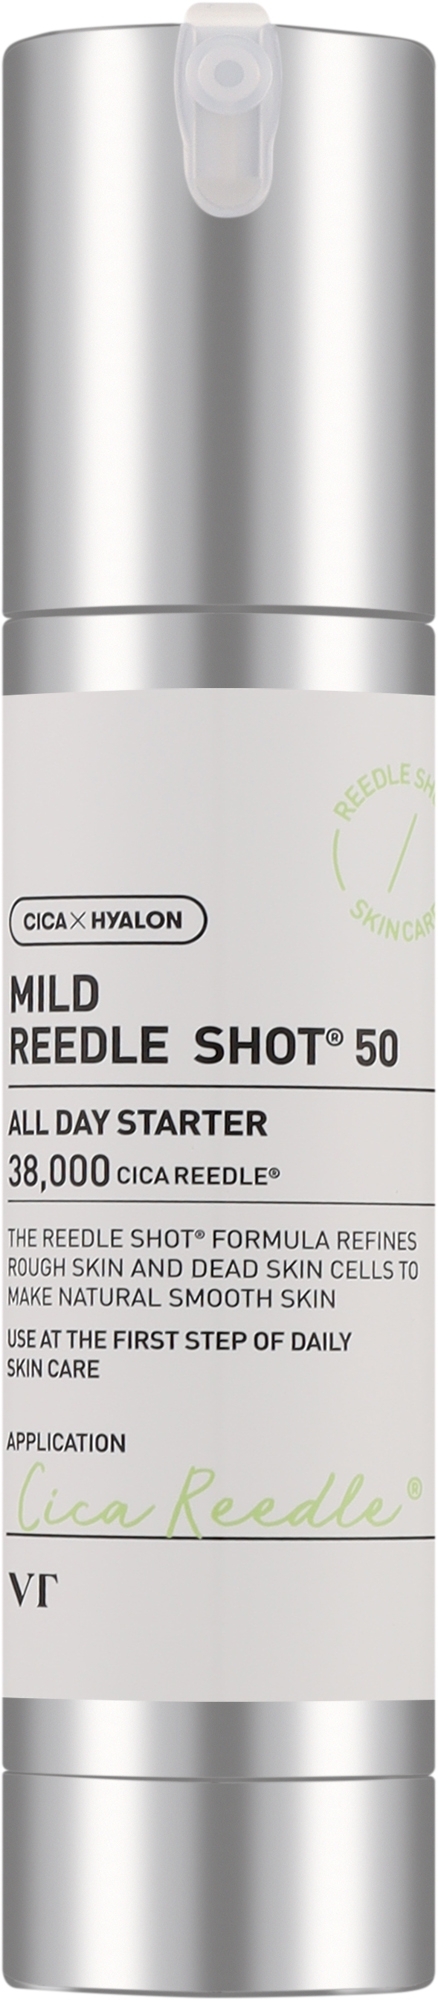 REEDLE SH
SKINCAR
CICA X HYALON
MILD
REEDLE SHOT® 50
ALL DAY STARTER
38,000 CICA REEDLE®
THE REEDLE SHOT® FORMULA REFINES
ROUGH SKIN AND DEAD SKIN CELLS TO
MAKE NATURAL SMOOTH SKIN
USE AT THE FIRST STEP OF DAILY
SKIN CARE
APPLICATION
Cica Reedle®
VT